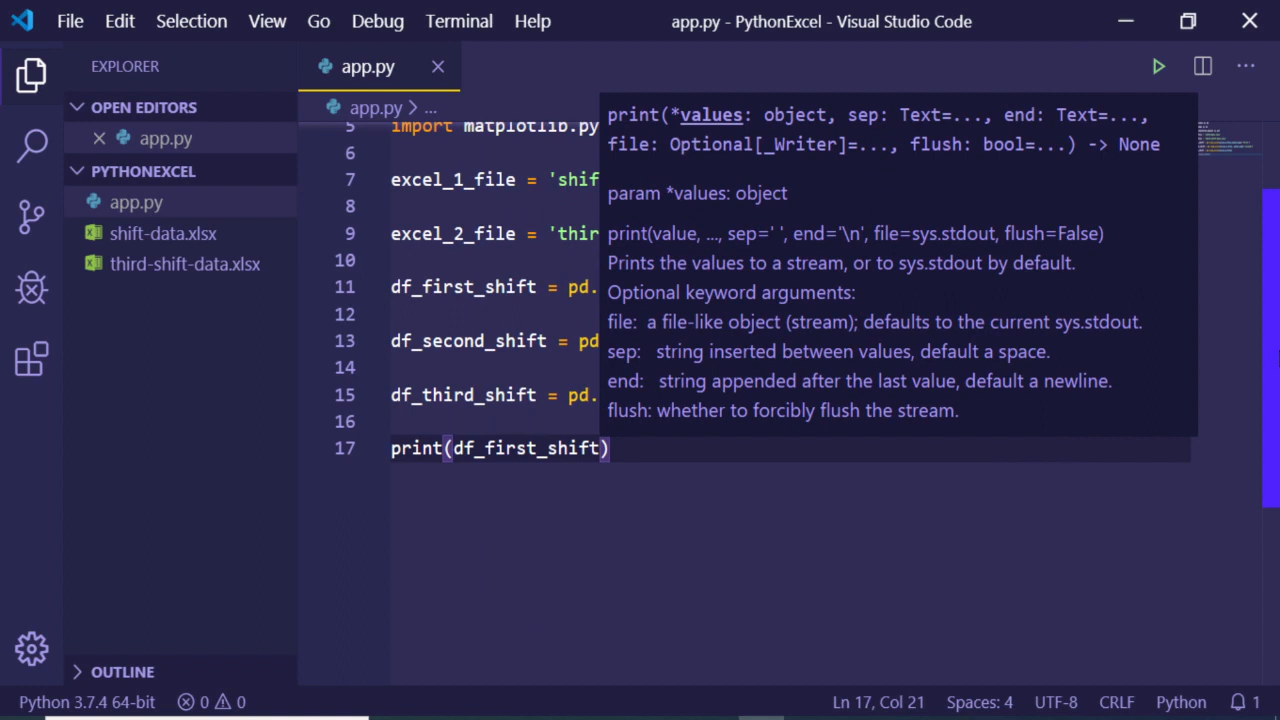 File Edit Selection View Go Debug Terminal Help
app.py - PythonExcel - Visual Studio Code
EXPLORER
OPEN EDITORS
app.py
PYTHONEXCEL
app.py
shift-data.xlsx
third-shift-data.xlsx
OUTLINE
app.py
app.py > ...
5 import matplotlib.py
6
7 excel_1_file = 'shif
8
9 excel_2_file = 'thir
10
11 df_first_shift = pd.
12
13 df_second_shift = pd
14
15 df_third_shift = pd.
16
17 print(df_first_shift)
print(*values: object, sep: Text=..., end: Text=...,
file: Optional[_Writer]=..., flush: bool=...) -> None
param *values: object
print(value, ..., sep=' ', end='\n', file=sys.stdout, flush=False)
Prints the values to a stream, or to sys.stdout by default.
Optional keyword arguments:
file: a file-like object (stream); defaults to the current sys.stdout.
sep: string inserted between values, default a space.
end: string appended after the last value, default a newline.
flush: whether to forcibly flush the stream.
Python 3.7.4 64-bit 0 0
Ln 17, Col 21 Spaces: 4 UTF-8 CRLF Python 1